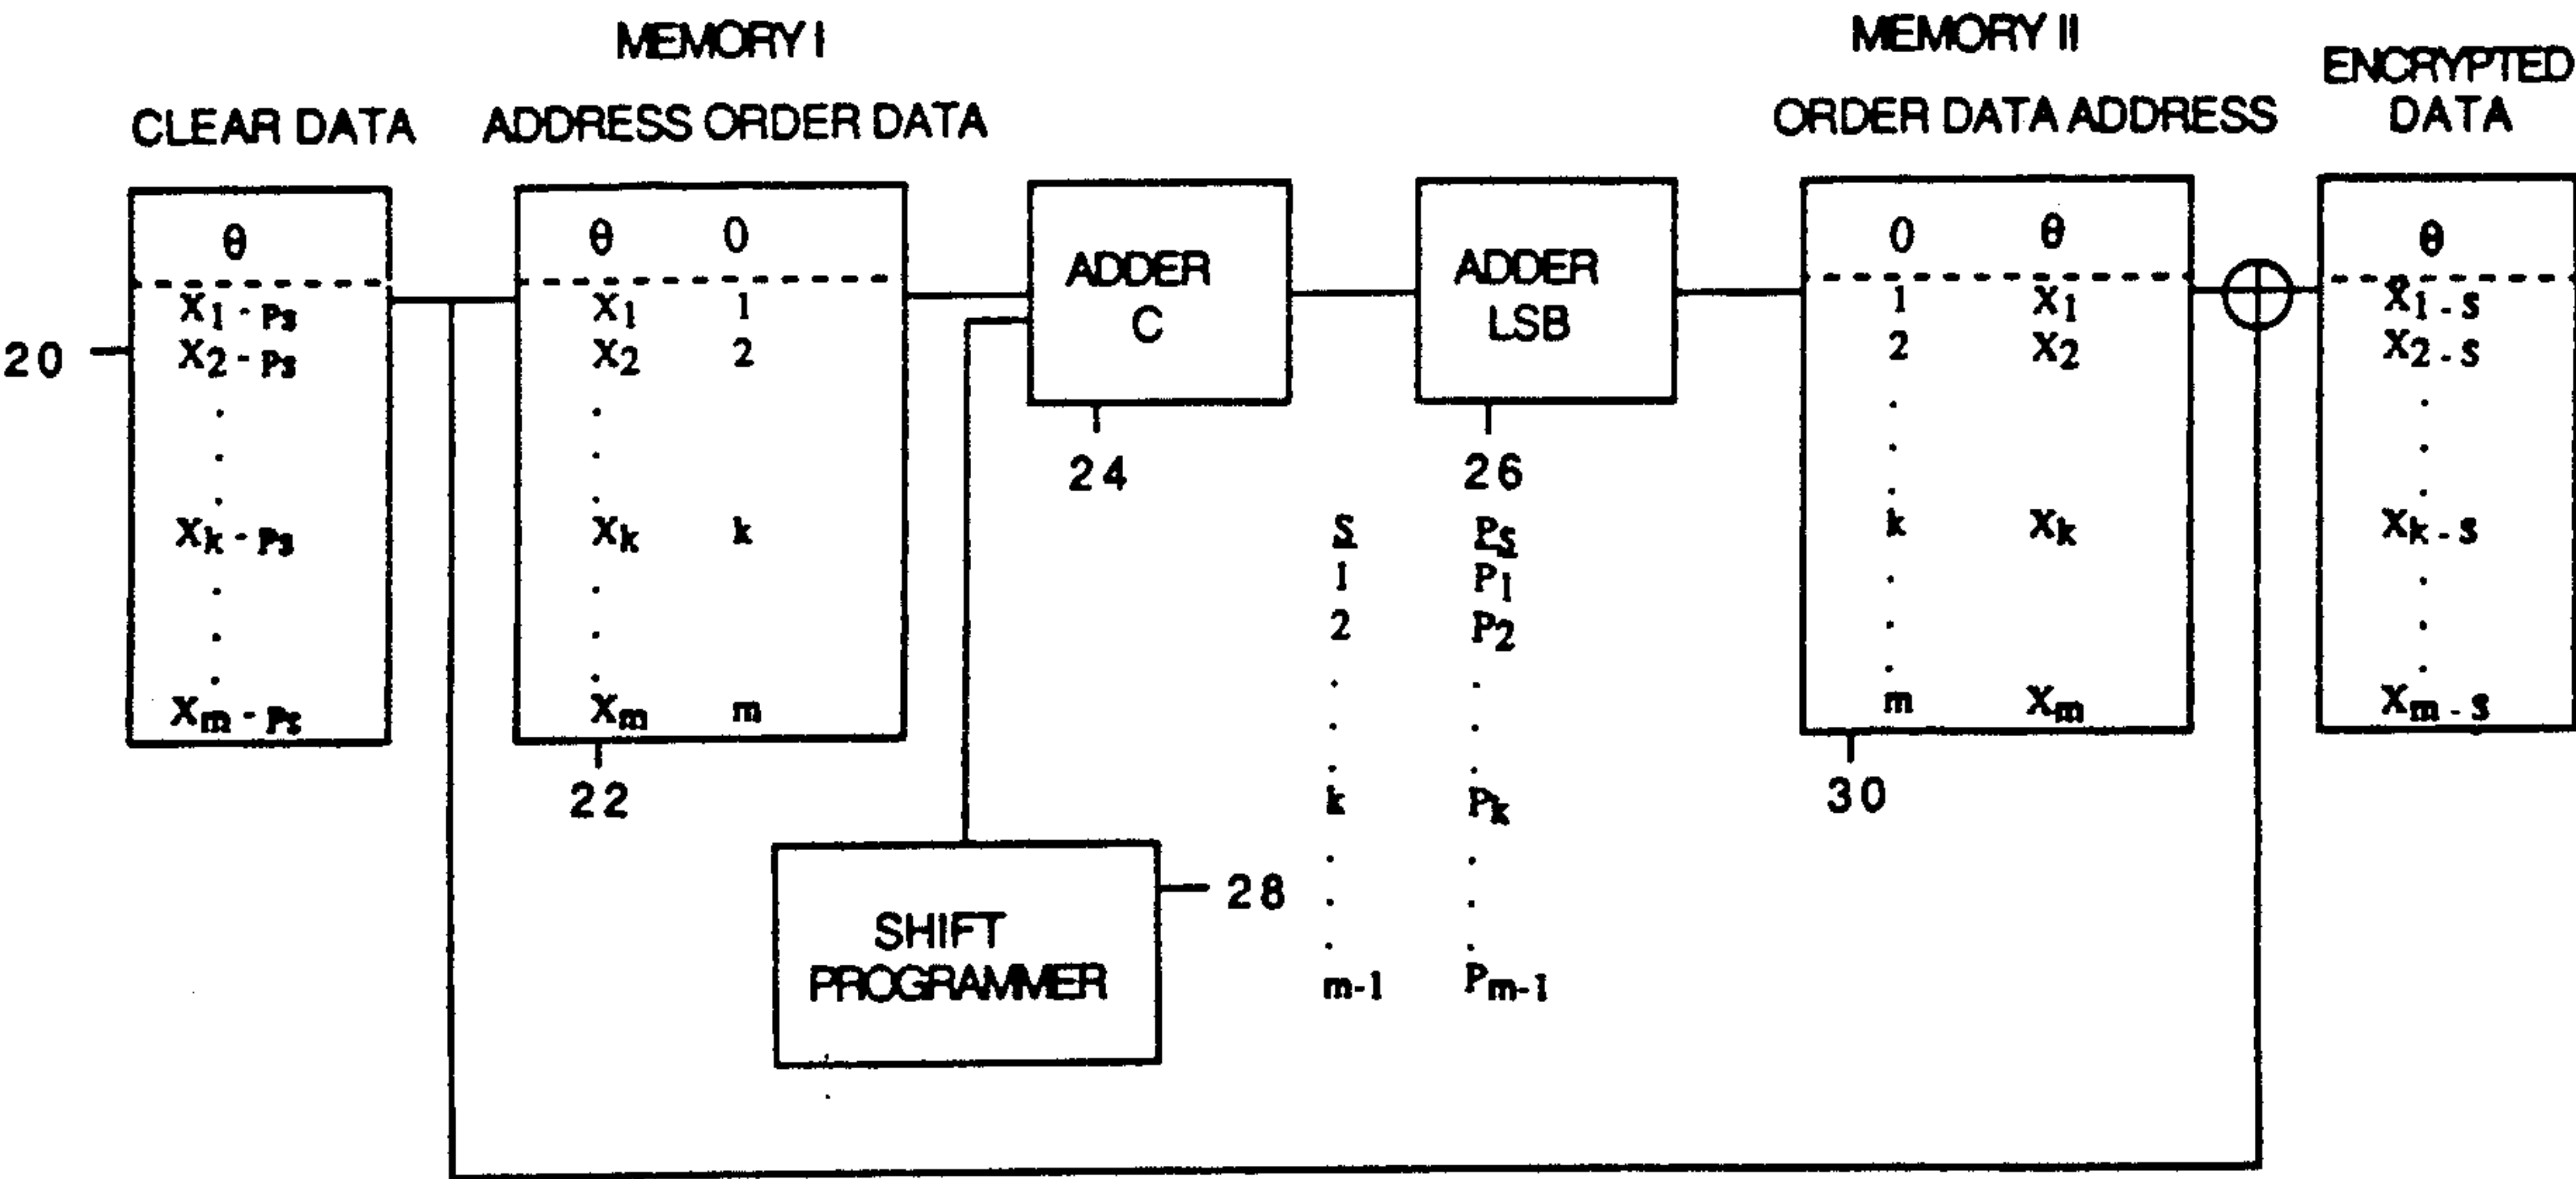 MEMORY I
MEMORY II
CLEAR DATA
ADDRESS ORDER DATA
ORDER DATA ADDRESS
ENCRYPTED
DATA
θ
X1 - Ps
X2 - Ps
.
.
.
Xk - Ps
.
.
.
Xm - Ps
20
θ 0
X1 1
X2 2
.
.
.
Xk k
.
.
.
Xm m
22
ADDER
C
24
ADDER
LSB
26
SHIFT
PROGRAMMER
28
S Ps
1 P1
2 P2
. .
. .
. .
k Pk
. .
. .
. .
m-1 Pm-1
0 θ
1 X1
2 X2
.
.
.
k Xk
.
.
.
m Xm
30
θ
X1 - S
X2 - S
.
.
.
Xk - S
.
.
.
Xm - S